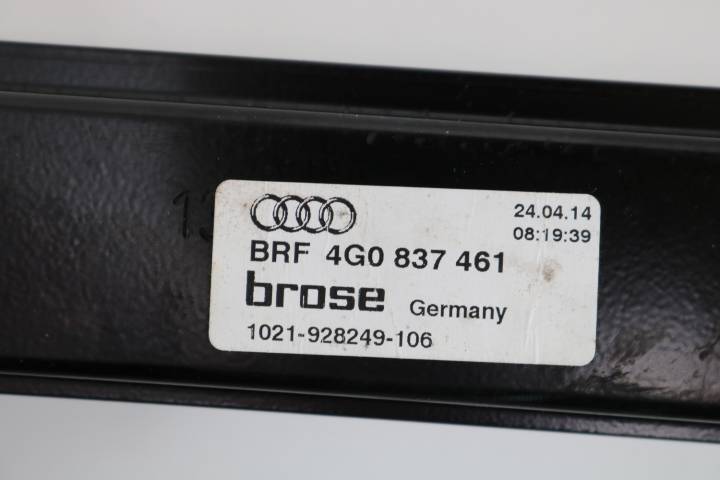 24.04.14
08:19:39
BRF 4G0 837 461
brose Germany
1021-928249-106